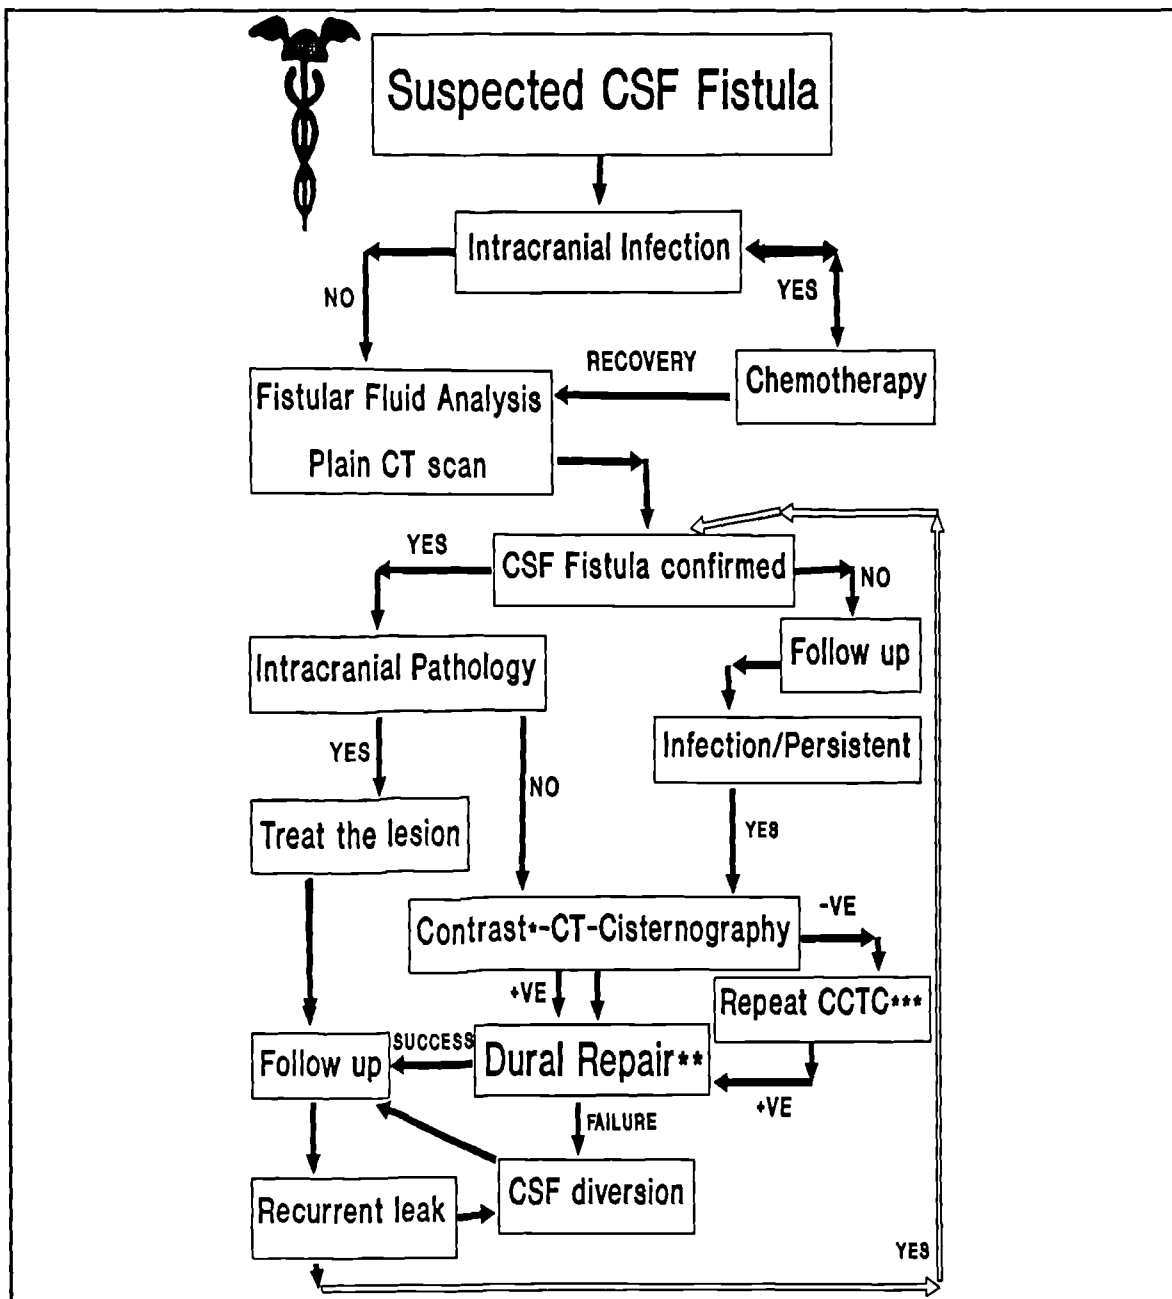 Suspected CSF Fistula
Intracranial Infection
NO
YES
RECOVERY
Chemotherapy
Fistular Fluid Analysis
Plain CT scan
YES
CSF Fistula confirmed
NO
Follow up
Intracranial Pathology
Infection/Persistent
YES
NO
YES
Treat the lesion
Contrast*-CT-Cisternography
-VE
+VE
Repeat CCTC***
SUCCESS
Follow up
Dural Repair**
+VE
FAILURE
CSF diversion
Recurrent leak
YES